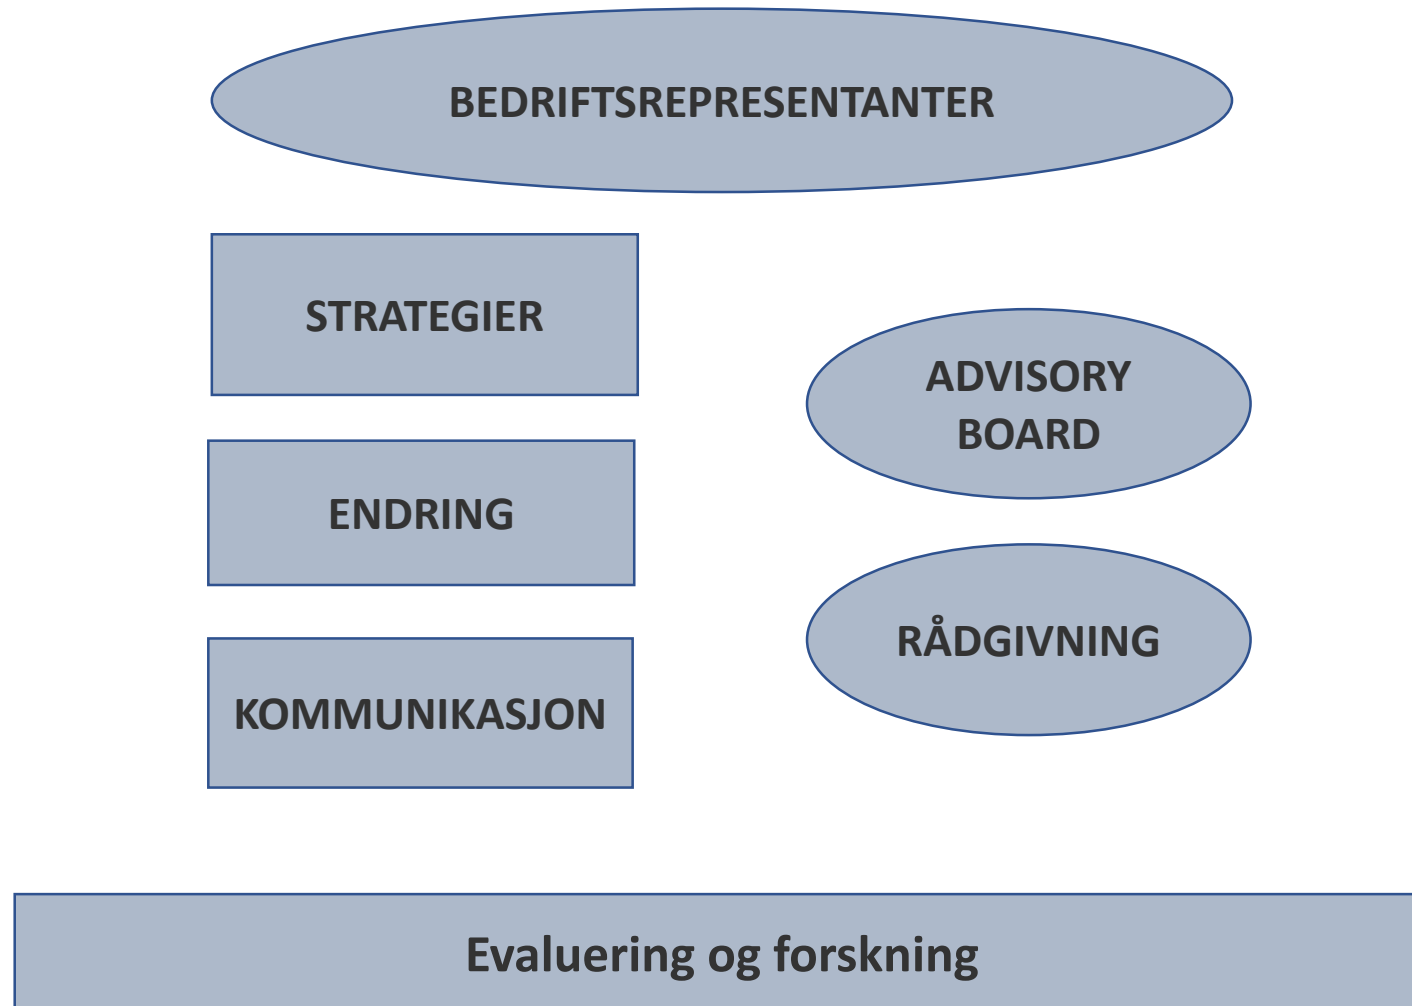 BEDRIFTSREPRESENTANTER
STRATEGIER
ENDRING
KOMMUNIKASJON
ADVISORY
BOARD
RÅDGIVNING
Evaluering og forskning